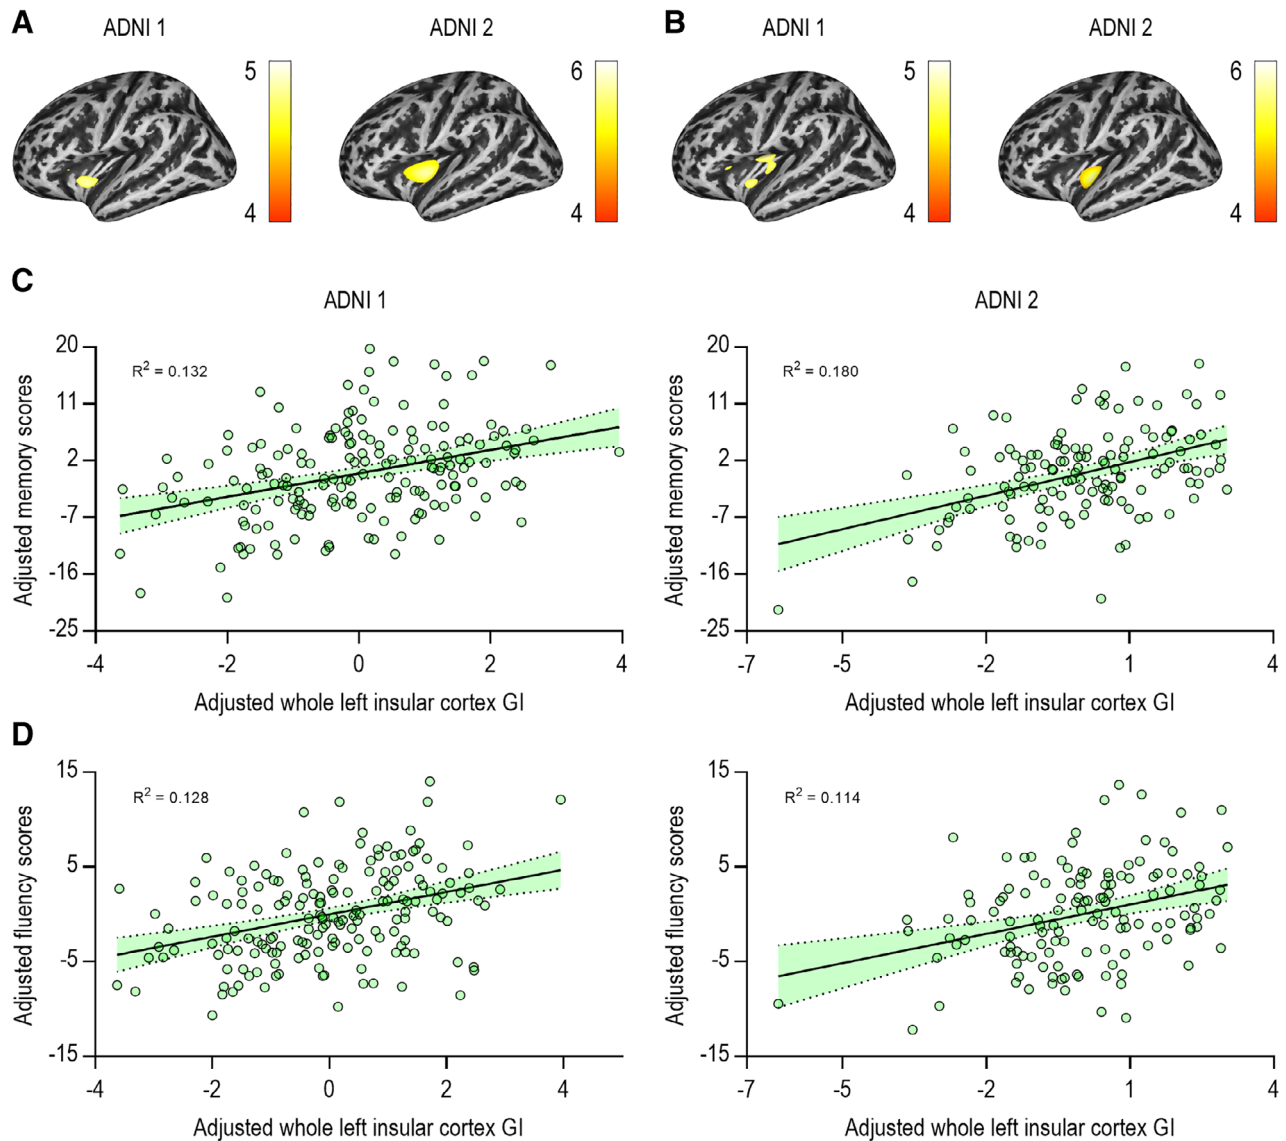 A
ADNI 1
ADNI 2
5
4
6
4
B
ADNI 1
ADNI 2
5
4
6
4
C
ADNI 1
Adjusted memory scores
20
11
2
-7
-16
-25
R2 = 0.132
-4
-2
0
2
4
Adjusted whole left insular cortex GI
ADNI 2
Adjusted memory scores
20
11
2
-7
-16
-25
R2 = 0.180
-7
-5
-2
1
4
Adjusted whole left insular cortex GI
D
Adjusted fluency scores
15
5
-5
-15
R2 = 0.128
-4
-2
0
2
4
Adjusted whole left insular cortex GI
Adjusted fluency scores
15
5
-5
-15
R2 = 0.114
-7
-5
-2
1
4
Adjusted whole left insular cortex GI